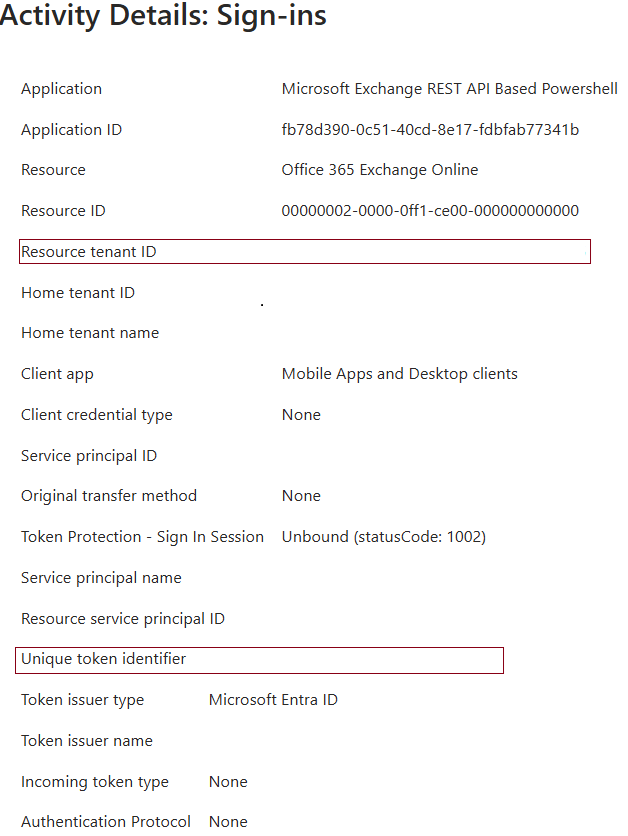 Activity Details: Sign-ins
Application Microsoft Exchange REST API Based Powershell
Application ID fb78d390-0c51-40cd-8e17-fdbfab77341b
Resource Office 365 Exchange Online
Resource ID 00000002-0000-0ff1-ce00-000000000000
Resource tenant ID
Home tenant ID
Home tenant name
Client app Mobile Apps and Desktop clients
Client credential type None
Service principal ID
Original transfer method None
Token Protection - Sign In Session Unbound (statusCode: 1002)
Service principal name
Resource service principal ID
Unique token identifier
Token issuer type Microsoft Entra ID
Token issuer name
Incoming token type None
Authentication Protocol None